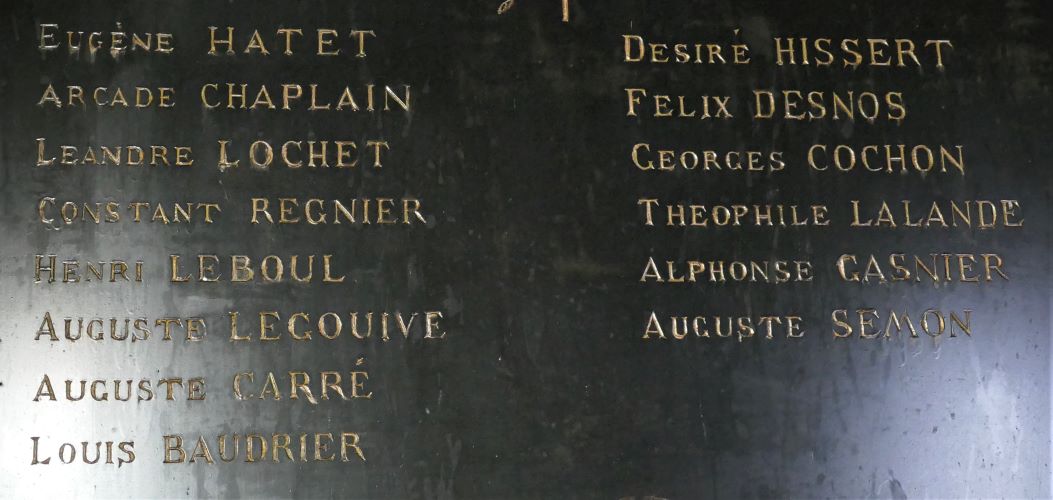 Eugène HATET
Arcade CHAPLAIN
Leandre LOCHET
Constant REGNIER
Henri LEBOUL
Auguste LEGOUIVE
Auguste CARRÉ
Louis BAUDRIER
Desiré HISSERT
Felix DESNOS
Georges COCHON
Theophile LALANDE
Alphonse GASNIER
Auguste SEMON